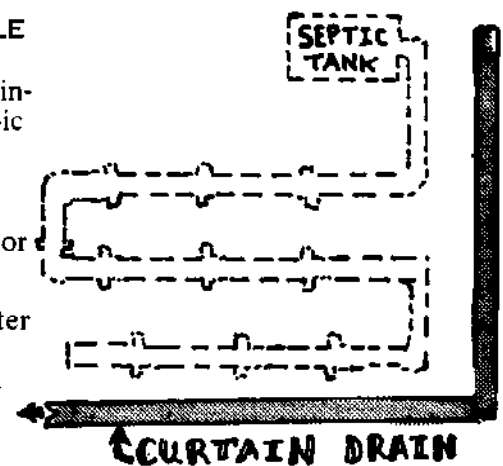 LE
in-
ic
or
ter
SEPTIC
TANK
CURTAIN DRAIN